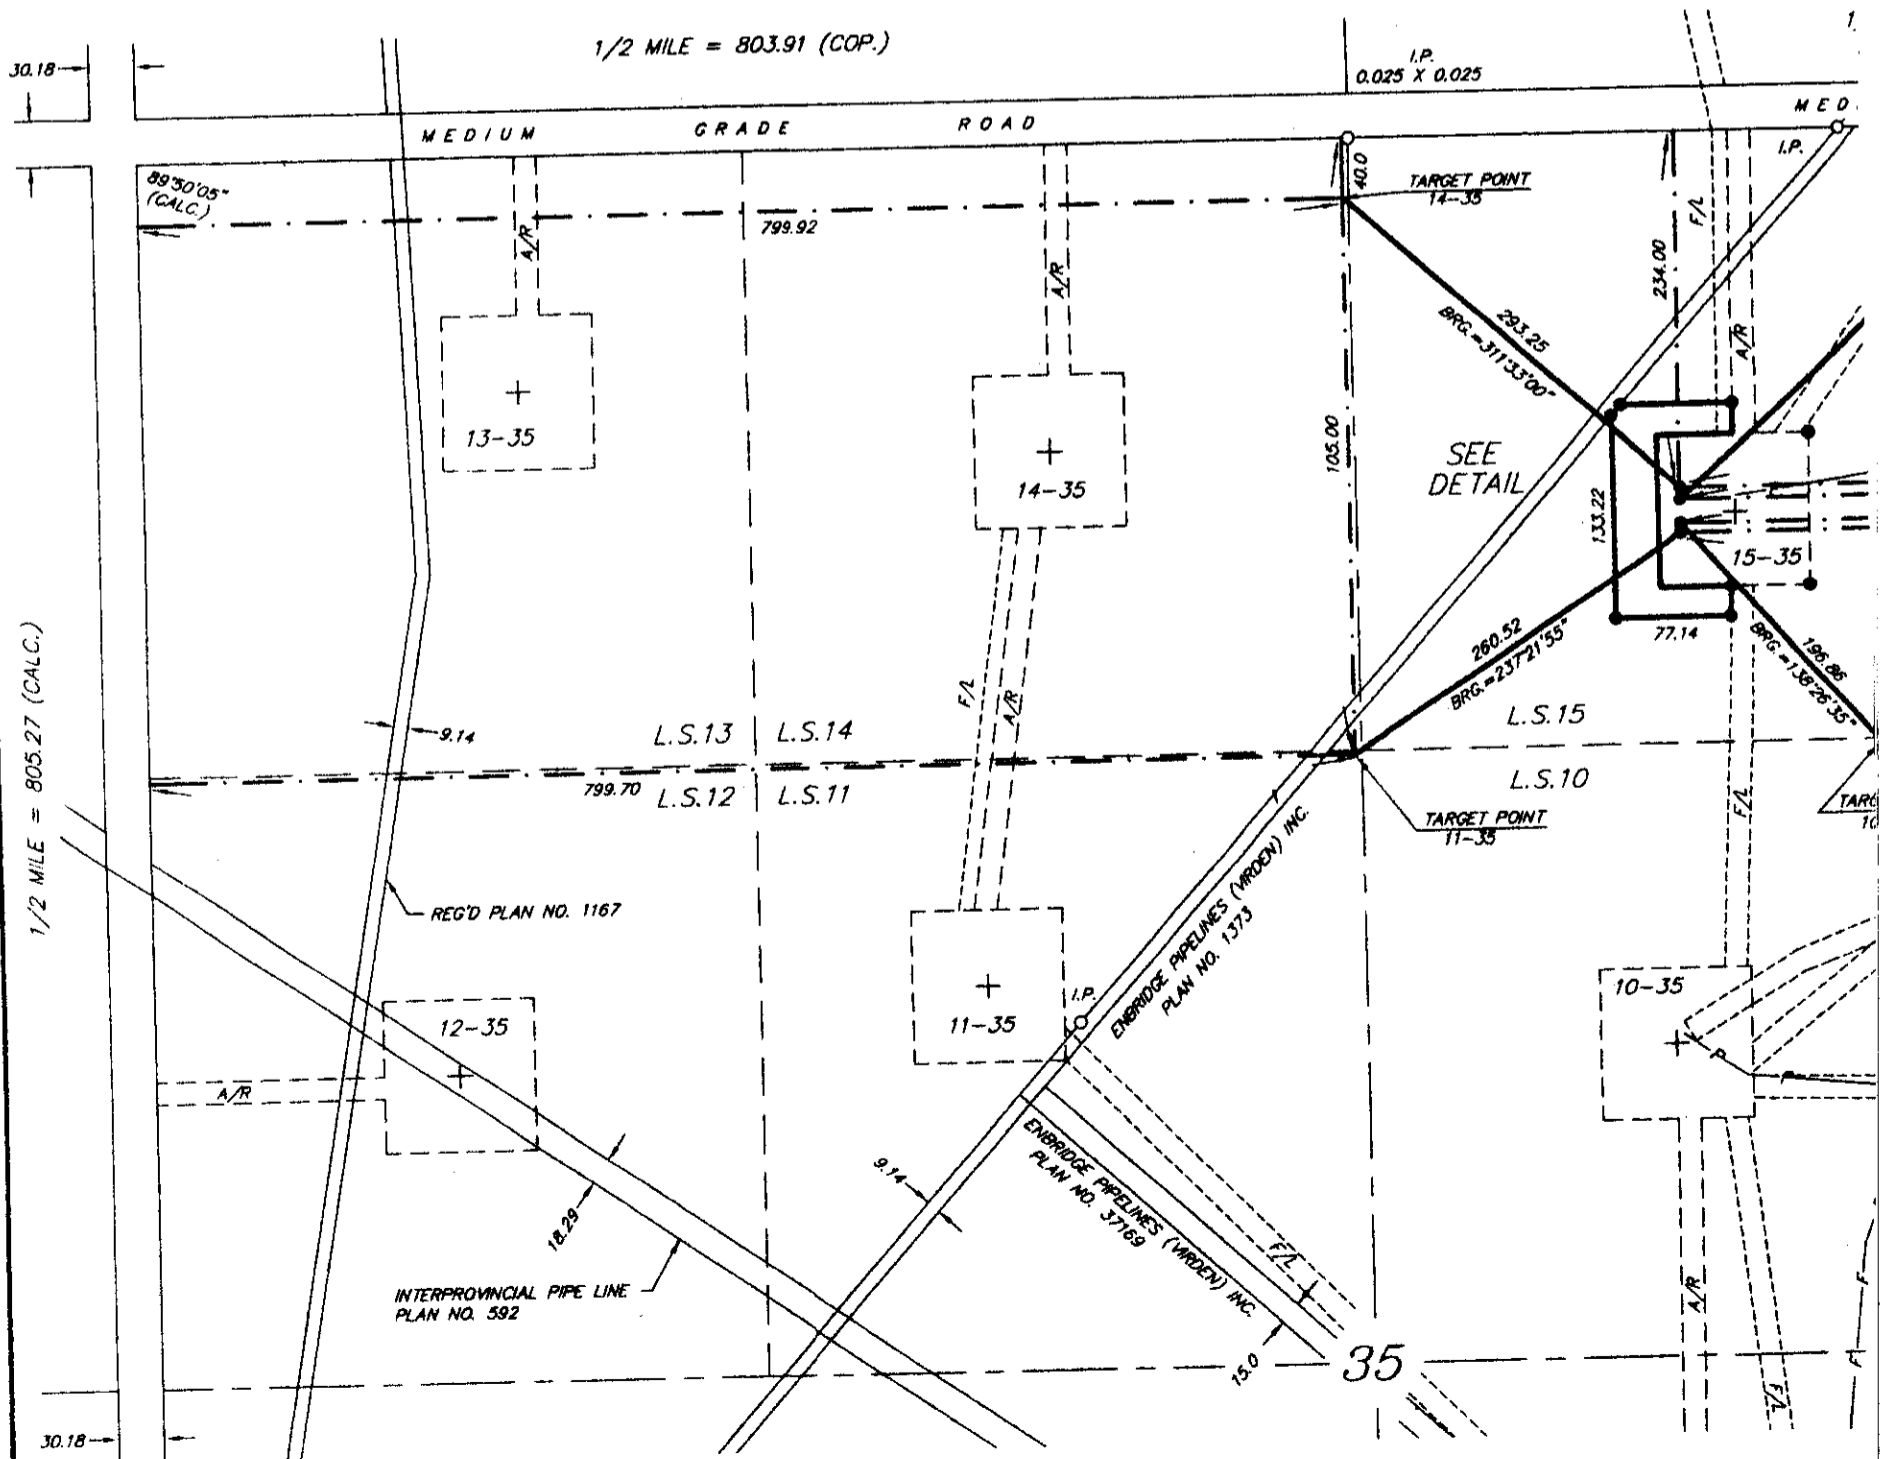 1/2 MILE = 803.91 (COP.)
30.18
I.P.
0.025 X 0.025
MEDIUM GRADE ROAD
MED
I.P.
89°50'05"
(CALC.)
799.92
40.0
TARGET POINT
14-35
A/R
A/R
F/L
A/R
234.00
293.25
BRG.=311°33'00"
13-35
14-35
105.00
SEE
DETAIL
133.22
15-35
77.14
260.52
BRG.=237°21'55"
196.86
BRG.=138°26'35"
1/2 MILE = 805.27 (CALC.)
9.14
L.S.13
L.S.14
F/L
A/R
L.S.15
799.70
L.S.12
L.S.11
L.S.10
TARGET POINT
11-35
F/L
TARG
10
REG'D PLAN NO. 1167
ENBRIDGE PIPELINES (VIRDEN) INC.
PLAN NO. 1373
12-35
11-35
I.P.
10-35
P
A/R
ENBRIDGE PIPELINES (VIRDEN) INC.
PLAN NO. 37169
9.14
18.29
F/L
INTERPROVINCIAL PIPE LINE
PLAN NO. 592
15.0
35
A/R
F/L
F
F
30.18